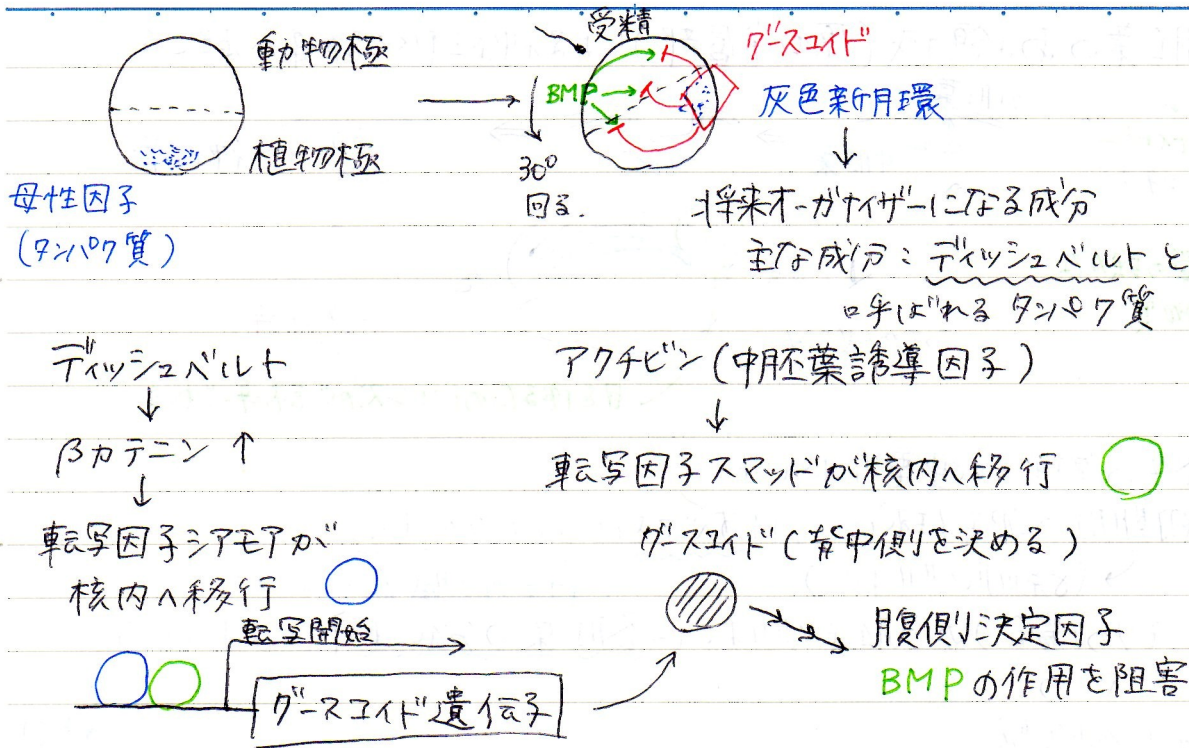 動物極
植物極
母性因子
(タンパク質)
受精
BMP
30°
回る.
グースコイド
灰色新月環
将来オーガナイザーになる成分
主な成分：ディッシュベルトと
呼ばれる タンパク質
ディッシュベルト
βカテニン ↑
転写因子シアモアが
核内へ移行
アクチビン(中胚葉誘導因子)
転写因子スマッドが核内へ移行
グースコイド(背中側を決める)
転写開始
グースコイド遺伝子
腹側決定因子
BMPの作用を阻害